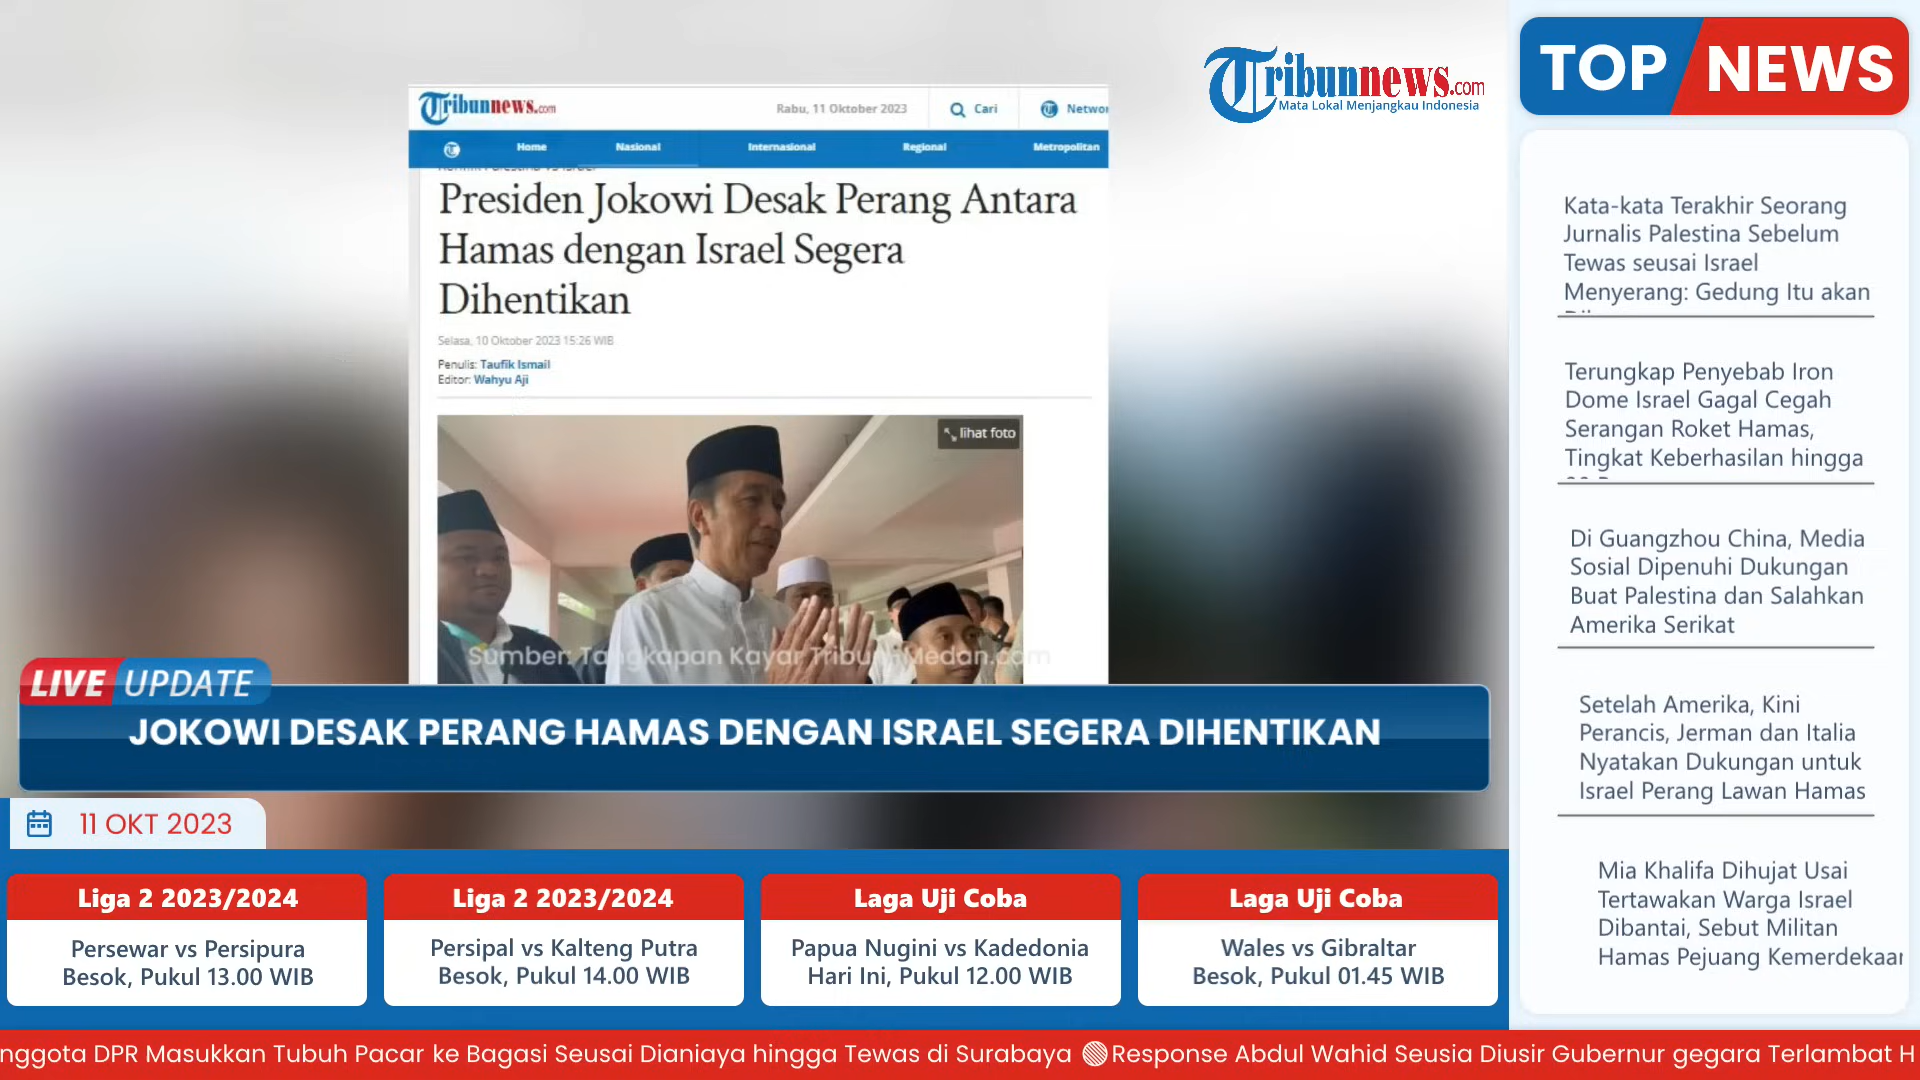 Tribunnews.com
Mata Lokal Menjangkau Indonesia
TOP NEWS
Tribunnews.com
Rabu, 11 Oktober 2023
Cari
Networ
Home
Nasional
Internasional
Regional
Metropolitan
Presiden Jokowi Desak Perang Antara
Hamas dengan Israel Segera
Dihentikan
Selasa, 10 Oktober 2023 15:26 WIB
Penulis: Taufik Ismail
Editor: Wahyu Aji
lihat foto
Sumber: Tangkapan Kayar Tribun-Medan.com
LIVE UPDATE
JOKOWI DESAK PERANG HAMAS DENGAN ISRAEL SEGERA DIHENTIKAN
11 OKT 2023
Kata-kata Terakhir Seorang
Jurnalis Palestina Sebelum
Tewas seusai Israel
Menyerang: Gedung Itu akan
Terungkap Penyebab Iron
Dome Israel Gagal Cegah
Serangan Roket Hamas,
Tingkat Keberhasilan hingga
Di Guangzhou China, Media
Sosial Dipenuhi Dukungan
Buat Palestina dan Salahkan
Amerika Serikat
Setelah Amerika, Kini
Perancis, Jerman dan Italia
Nyatakan Dukungan untuk
Israel Perang Lawan Hamas
Mia Khalifa Dihujat Usai
Tertawakan Warga Israel
Dibantai, Sebut Militan
Hamas Pejuang Kemerdekaan
Liga 2 2023/2024
Persewar vs Persipura
Besok, Pukul 13.00 WIB
Liga 2 2023/2024
Persipal vs Kalteng Putra
Besok, Pukul 14.00 WIB
Laga Uji Coba
Papua Nugini vs Kadedonia
Hari Ini, Pukul 12.00 WIB
Laga Uji Coba
Wales vs Gibraltar
Besok, Pukul 01.45 WIB
nggota DPR Masukkan Tubuh Pacar ke Bagasi Seusai Dianiaya hingga Tewas di Surabaya Response Abdul Wahid Seusia Diusir Gubernur gegara Terlambat H